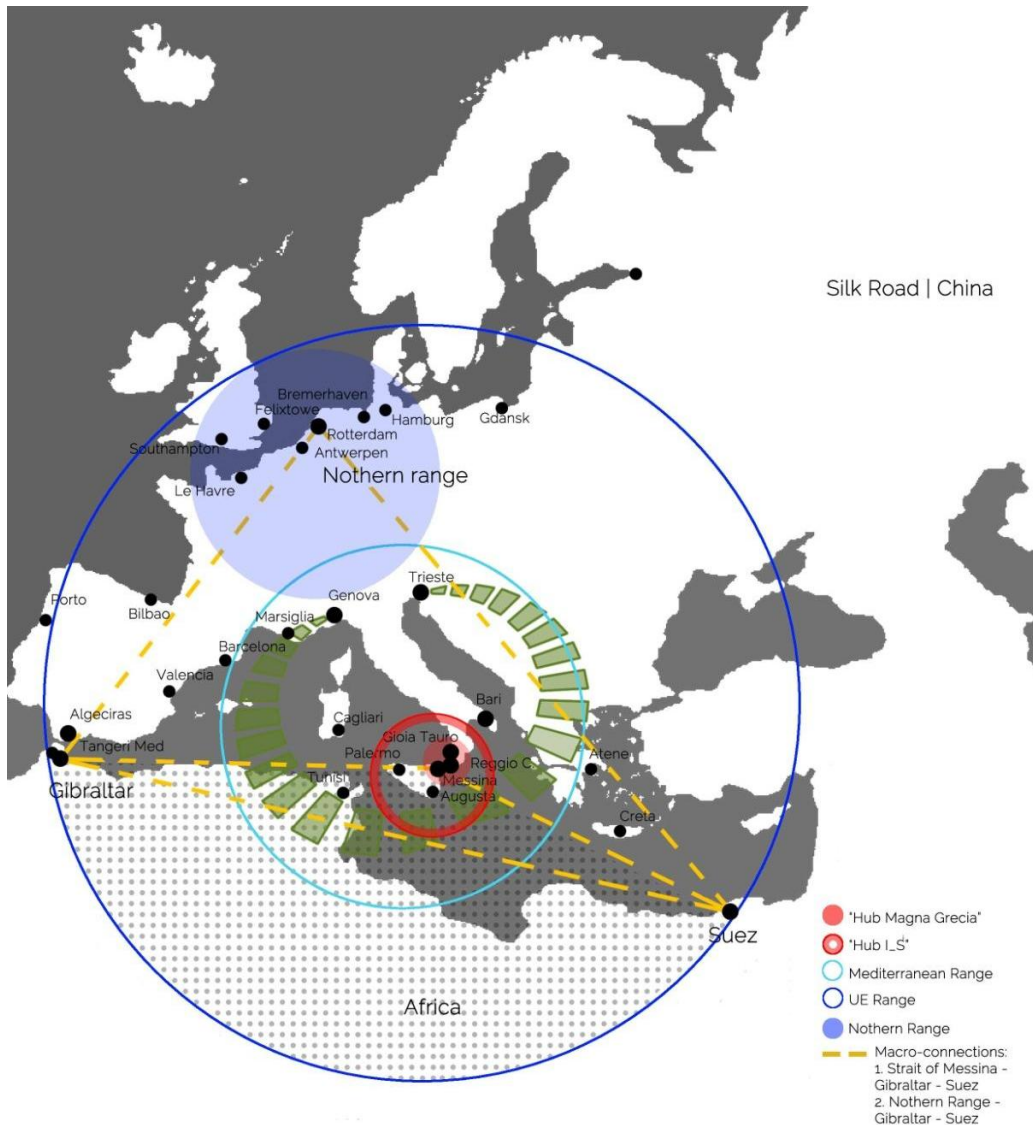 Silk Road | China
Bremerhaven
Felixtowe
Hamburg
Gdansk
Rotterdam
Southampton
Antwerpen
Nothern range
Le Havre
Trieste
Porto
Bilbao
Genova
Marsiglia
Barcelona
Valencia
Bari
Algeciras
Cagliari
Gioia Tauro
Tangeri Med
Palermo
Reggio C.
Atene
Gibraltar
Tunisi
Messina
Augusta
Creta
Suez
Africa
"Hub Magna Grecia"
"Hub I_S"
Mediterranean Range
UE Range
Nothern Range
Macro-connections:
1. Strait of Messina -
Gibraltar - Suez
2. Nothern Range -
Gibraltar - Suez